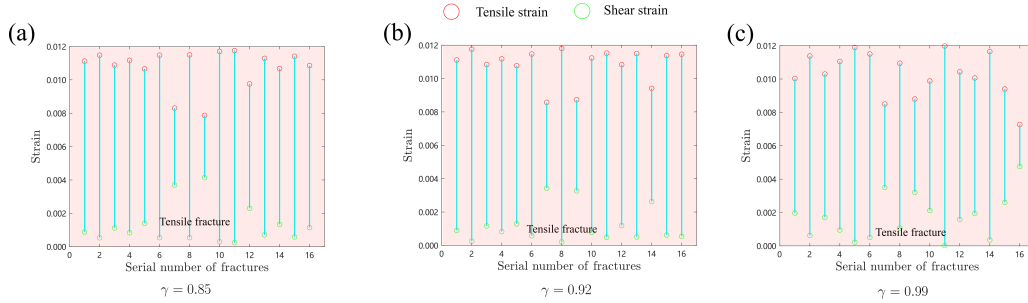 Tensile strain Shear strain
(a) (b) (c)
0.012 0.012 0.012
0.010 0.010 0.010
0.008 0.008 0.008
0.006 0.006 0.006
0.004 0.004 0.004
0.002 0.002 0.002
0.000 0.000 0.000
Strain Strain Strain
Tensile fracture Tensile fracture Tensile fracture
0 2 4 6 8 10 12 14 16 0 2 4 6 8 10 12 14 16 0 2 4 6 8 10 12 14 16
Serial number of fractures Serial number of fractures Serial number of fractures
γ = 0.85 γ = 0.92 γ = 0.99